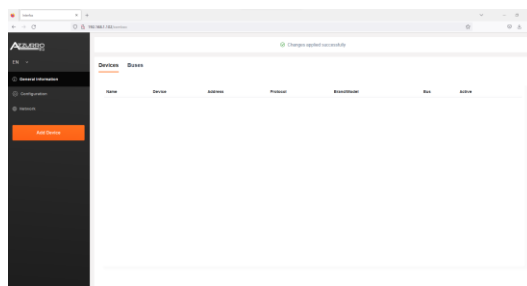 AZZURRO
EN
Changes applied successfully
General information
Configuration
Network
Add Device
Devices Buses
Name Device Address Protocol Brand/Model Bus Active